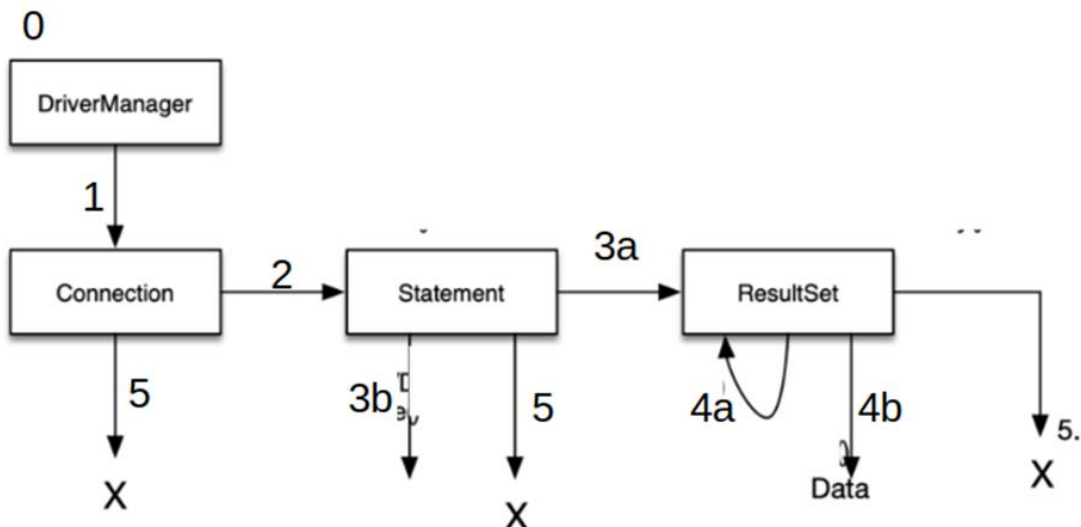 0
DriverManager
1
Connection
2
Statement
3a
ResultSet
5
3b
5
4a
4b
5.
X
X
Data
X